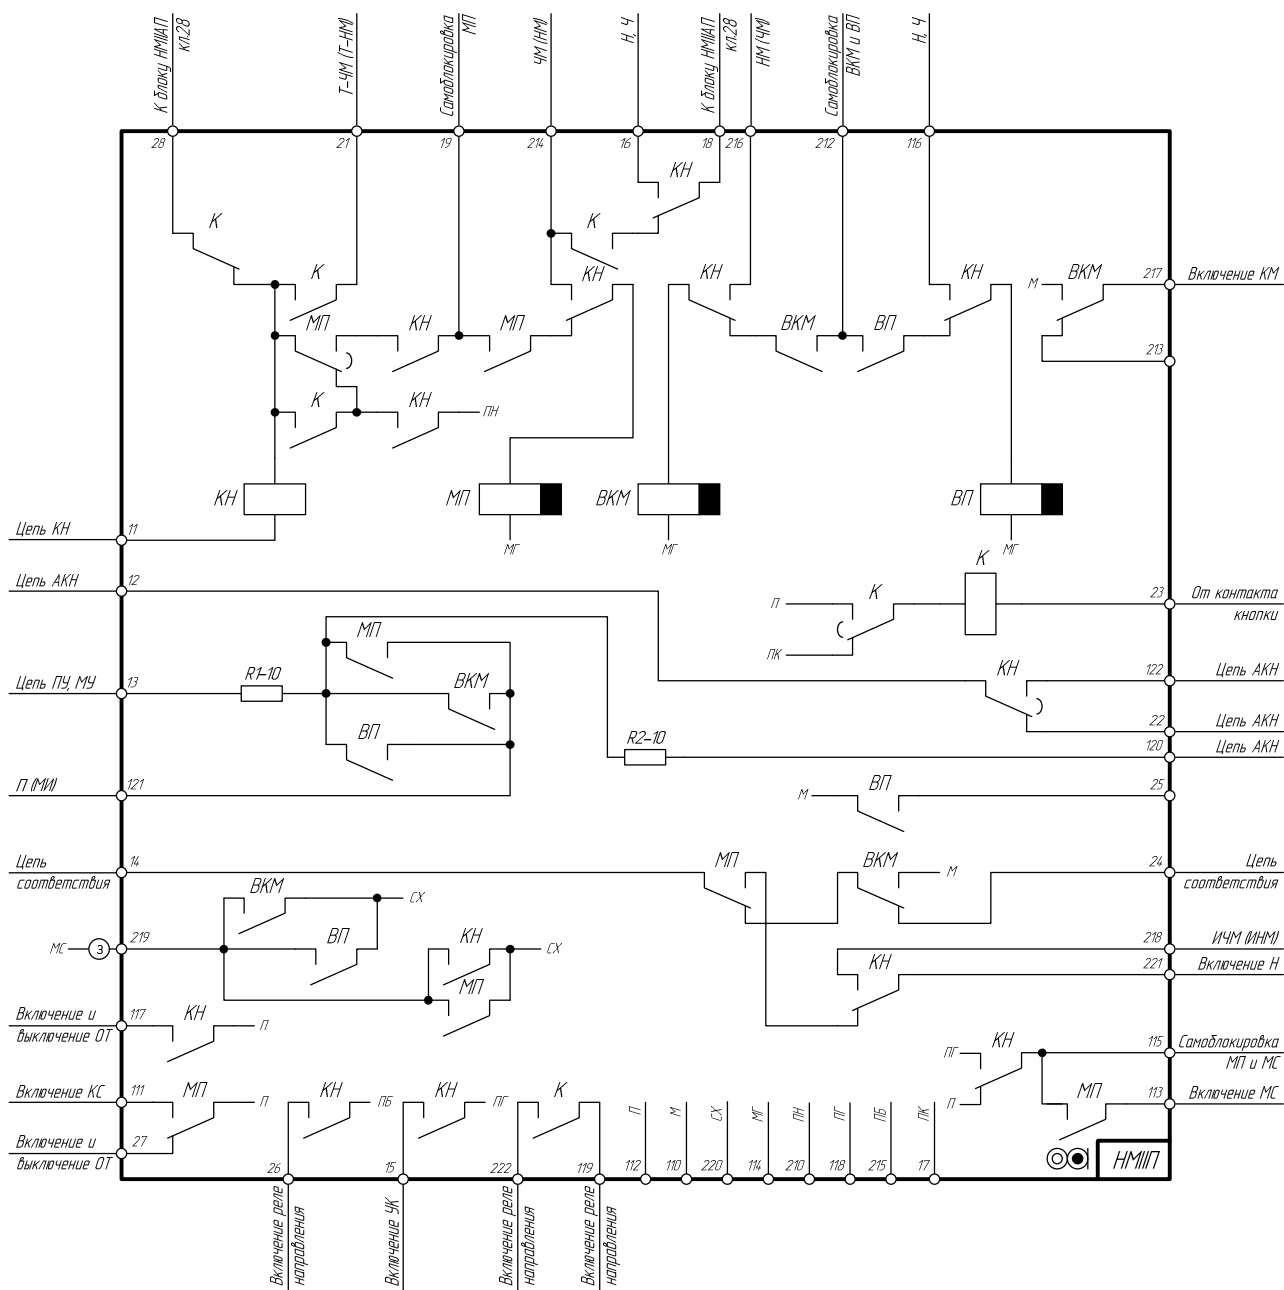 К блоку НМIАП
кл.28
Т-ЧМ (Т-НМ)
Самоблокировка
МП
ЧМ (НМ)
Н, Ч
К блоку НМIАП
кл.28
НМ (ЧМ)
Самоблокировка
ВКМ и ВП
Н, Ч
28
21
19
214
16
18
216
212
116
КН
К
К
К
КН
КН
КН
ВКМ
217
Включение КМ
М
МП
КН
МП
ВКМ
ВП
213
К
КН
ПН
КН
МП
ВКМ
ВП
Цепь КН
11
МГ
МГ
МГ
Цепь АКН
12
К
К
П
23
От контакта
кнопки
ПК
МП
Цепь ПУ, МУ
13
R1-10
ВКМ
КН
122
Цепь АКН
22
Цепь АКН
ВП
R2-10
120
Цепь АКН
П (МИ)
121
М
ВП
25
Цепь
соответствия
14
МП
ВКМ
М
24
Цепь
соответствия
ВКМ
СХ
МС
3
219
ВП
КН
СХ
218
ИЧМ (ИНМ)
МП
КН
221
Включение Н
Включение и
выключение ОТ
117
КН
П
ПГ
КН
115
Самоблокировка
МП и МС
Включение КС
111
МП
П
КН
ПБ
КН
ПГ
К
П
МП
113
Включение МС
Включение и
выключение ОТ
27
П
М
СХ
МГ
ПН
ПГ
ПБ
ПК
НМIIП
26
15
222
119
112
110
220
114
210
118
215
17
Включение реле
направления
Включение УК
Включение реле
направления
Включение реле
направления